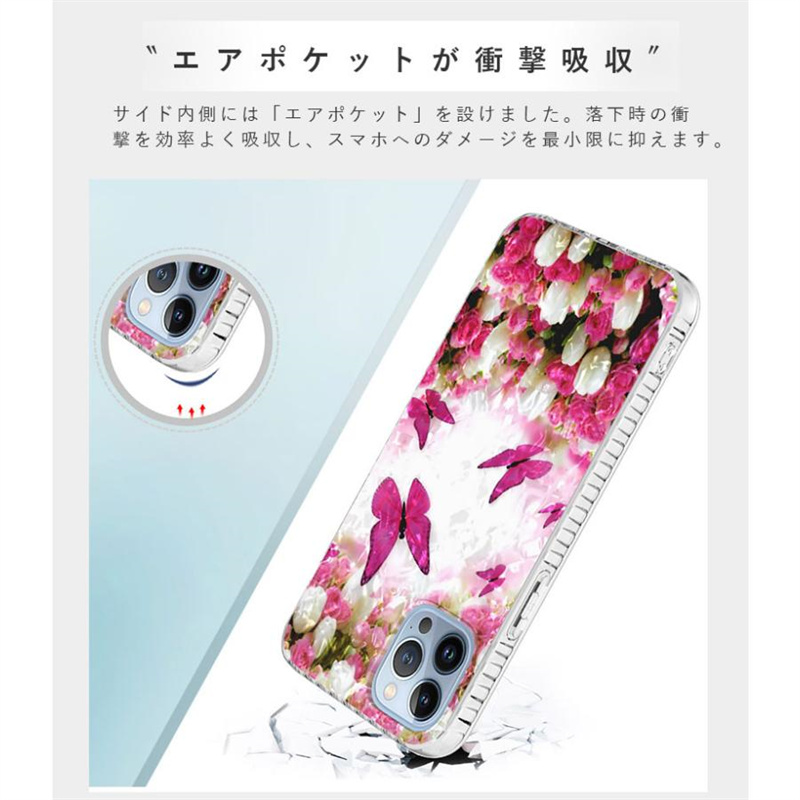 〝エアポケットが衝撃吸収〞
サイド内側には「エアポケット」を設けました。落下時の衝
撃を効率よく吸収し、スマホへのダメージを最小限に抑えます。